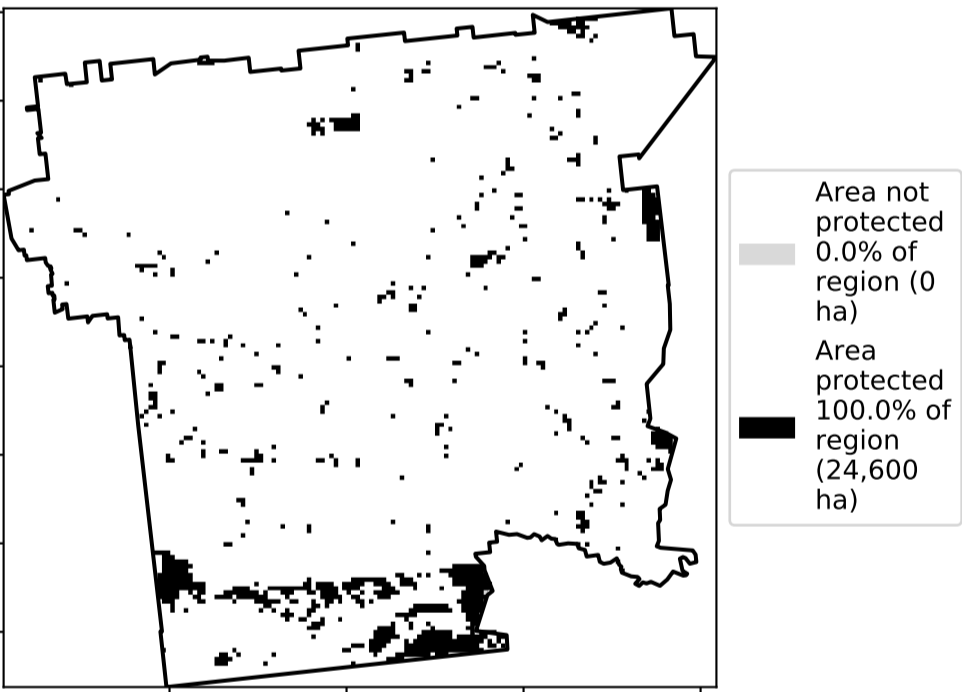 Area not
protected
0.0% of
region (0
ha)
Area
protected
100.0% of
region
(24,600
ha)